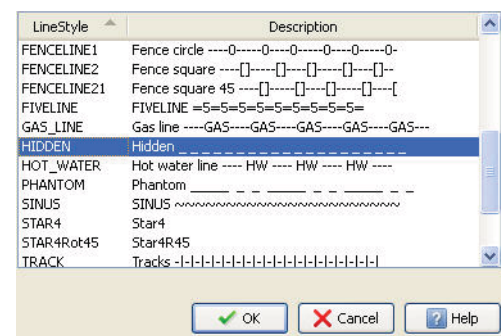 LineStyle Description
FENCELINE1 Fence circle ----0-----0----0-----0----0-----0-
FENCELINE2 Fence square ----[]-----[]----[]-----[]----[]--
FENCELINE21 Fence square 45 ----[]-----[]----[]-----[]----[
FIVELINE FIVELINE =5=5=5=5=5=5=5=5=5=
GAS_LINE Gas line ----GAS----GAS----GAS----GAS----GAS---
HIDDEN Hidden _ _ _ _ _ _ _ _ _ _ _ _ _ _ _ _ _ _ _ _ _
HOT_WATER Hot water line ---- HW ---- HW ---- HW ----
PHANTOM Phantom _____ _ _ _____ _ _ _____ _ _
SINUS SINUS ~~~~~~~~~~~~~~~~~~~~~~~~~~~
STAR4 Star4
STAR4Rot45 Star4R45
TRACK Tracks -|-|-|-|-|-|-|-|-|-|-|-|-|-|-|-|-|-|-|-|-|
OK Cancel Help